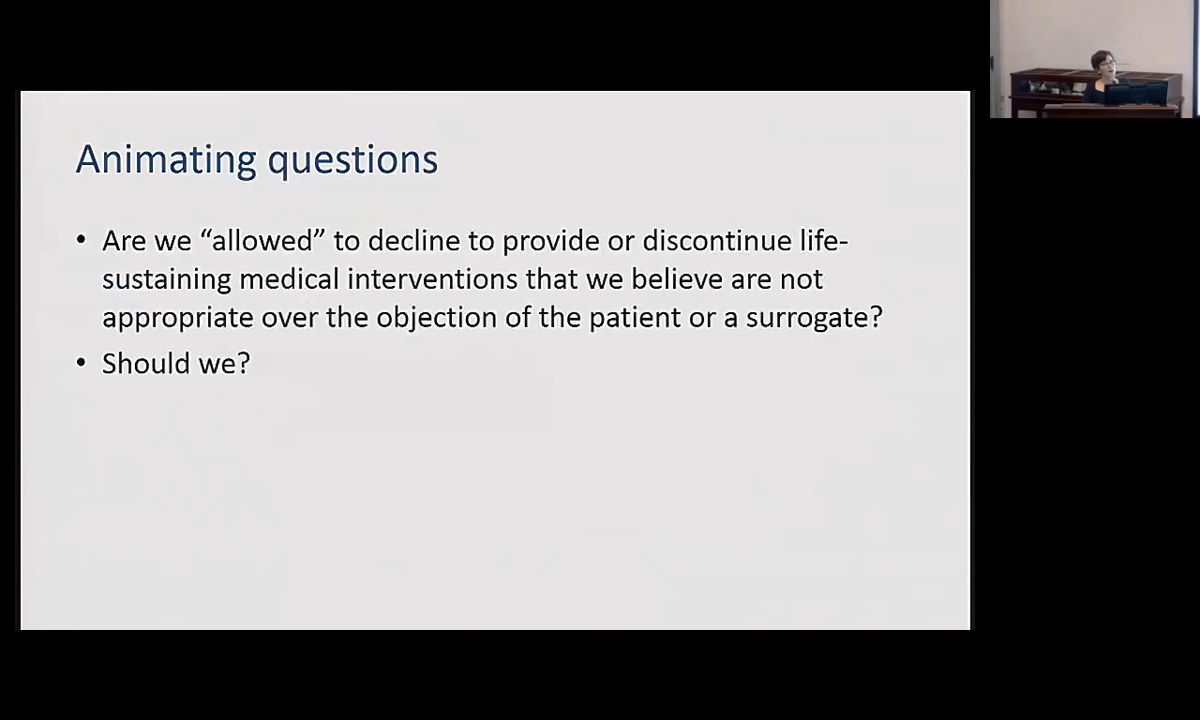 Animating questions
• Are we “allowed” to decline to provide or discontinue life-
sustaining medical interventions that we believe are not
appropriate over the objection of the patient or a surrogate?
• Should we?